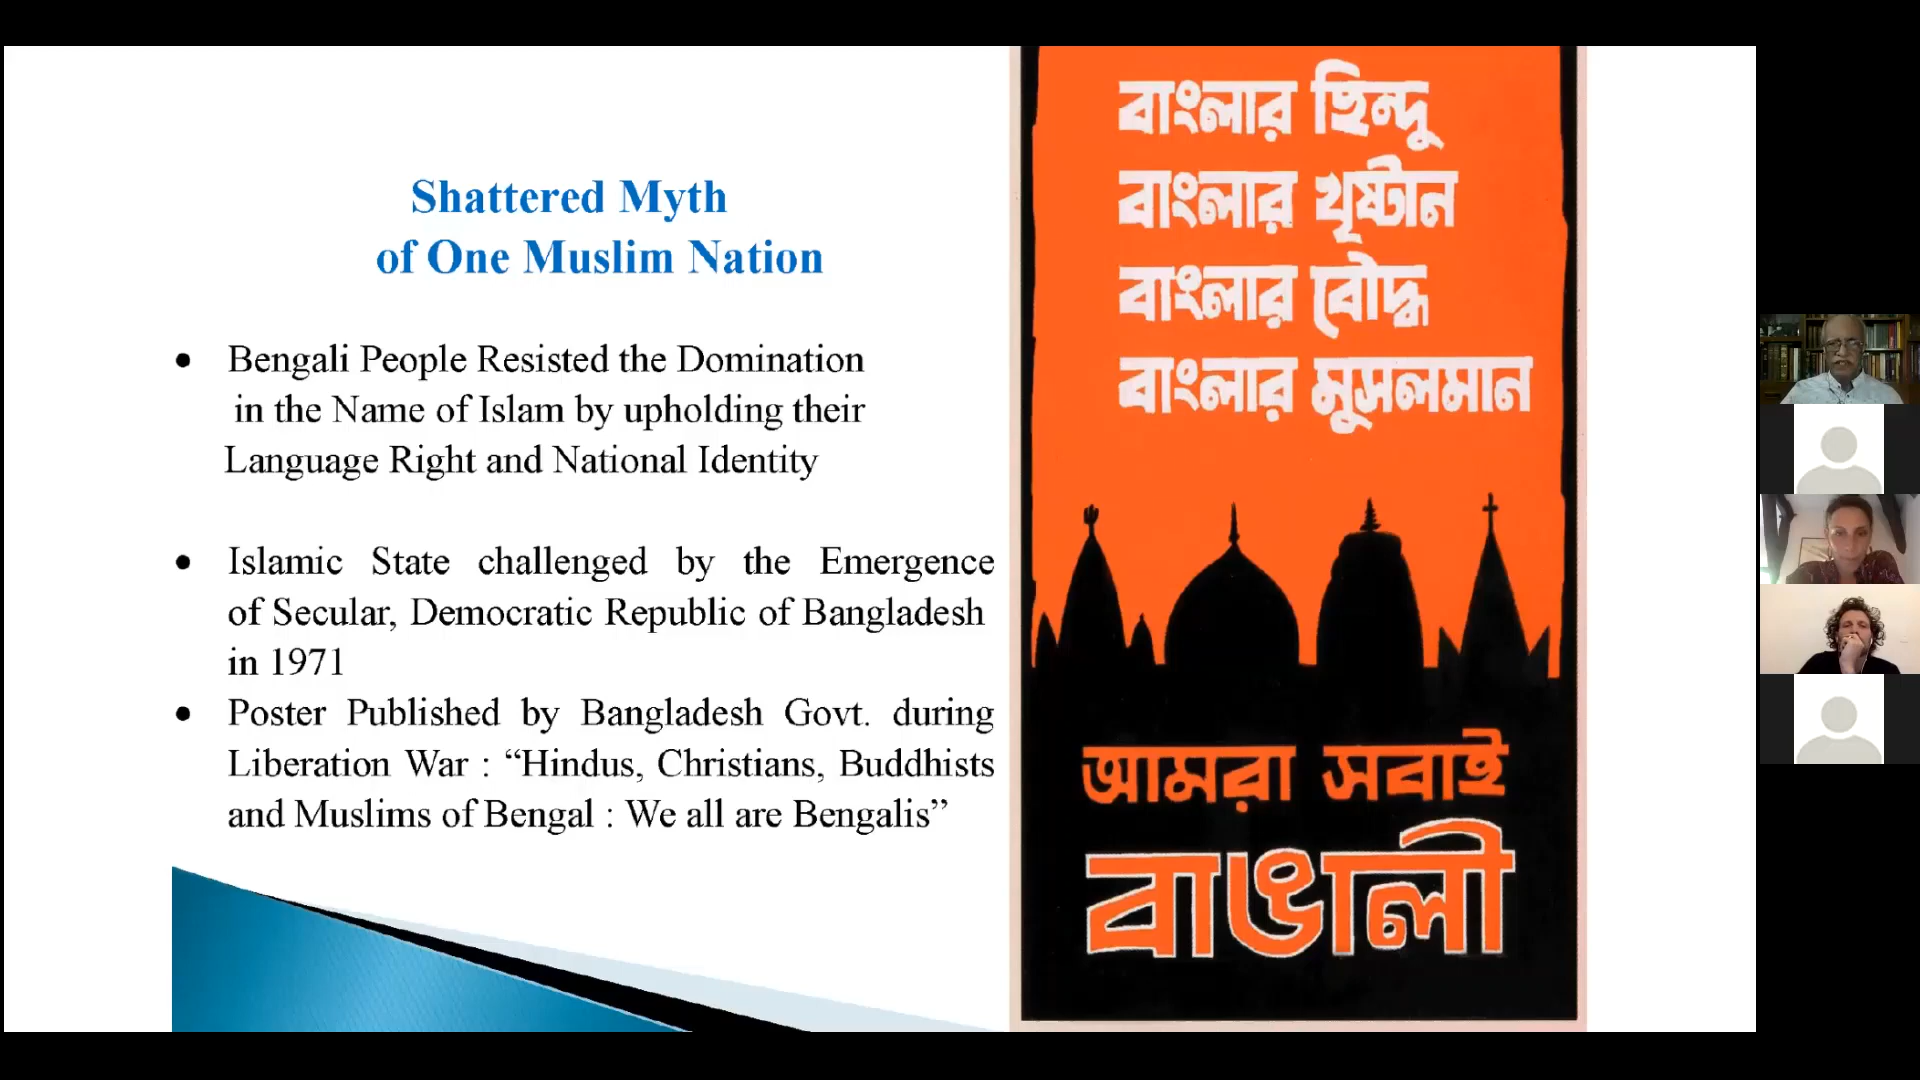 Shattered Myth
of One Muslim Nation
• Bengali People Resisted the Domination
in the Name of Islam by upholding their
Language Right and National Identity
• Islamic State challenged by the Emergence
of Secular, Democratic Republic of Bangladesh
in 1971
• Poster Published by Bangladesh Govt. during
Liberation War : “Hindus, Christians, Buddhists
and Muslims of Bengal : We all are Bengalis”
বাংলার হিন্দু
বাংলার খৃষ্টান
বাংলার বৌদ্ধ
বাংলার মুসলমান
আমরা সবাই
বাঙালী